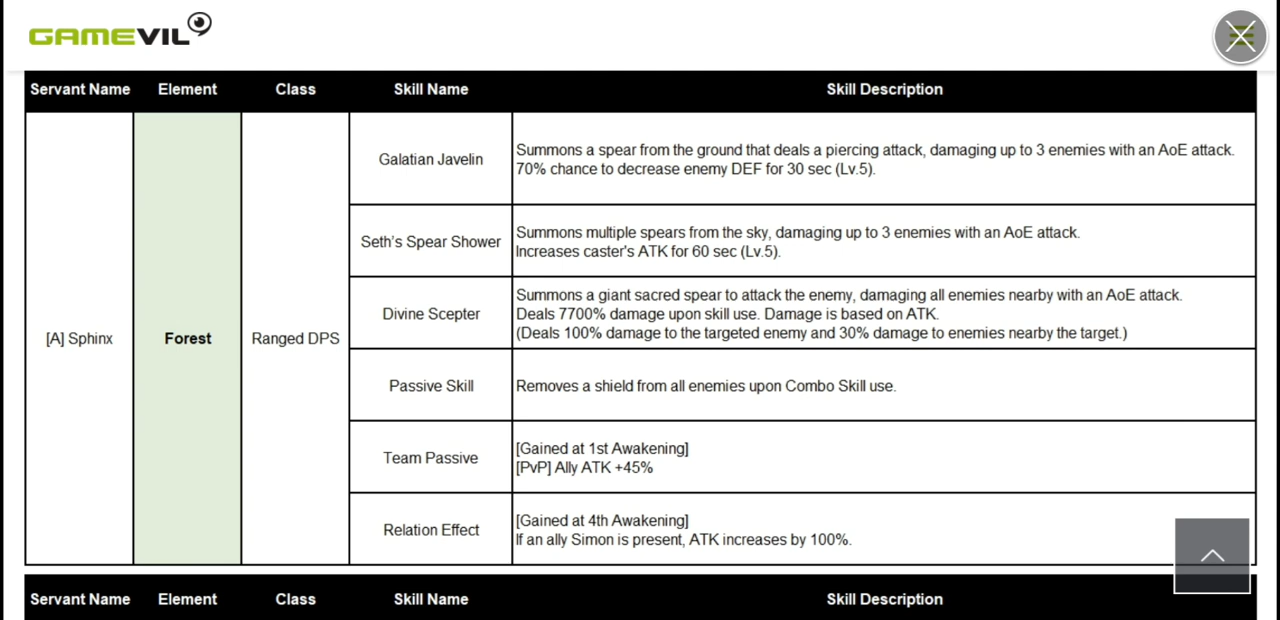 GAMEVIL
Servant Name Element Class Skill Name Skill Description
[A] Sphinx Forest Ranged DPS
Galatian Javelin
Summons a spear from the ground that deals a piercing attack, damaging up to 3 enemies with an AoE attack.
70% chance to decrease enemy DEF for 30 sec (Lv.5).
Seth's Spear Shower
Summons multiple spears from the sky, damaging up to 3 enemies with an AoE attack.
Increases caster's ATK for 60 sec (Lv.5).
Divine Scepter
Summons a giant sacred spear to attack the enemy, damaging all enemies nearby with an AoE attack.
Deals 7700% damage upon skill use. Damage is based on ATK.
(Deals 100% damage to the targeted enemy and 30% damage to enemies nearby the target.)
Passive Skill
Removes a shield from all enemies upon Combo Skill use.
Team Passive
[Gained at 1st Awakening]
[PvP] Ally ATK +45%
Relation Effect
[Gained at 4th Awakening]
If an ally Simon is present, ATK increases by 100%.
Servant Name Element Class Skill Name Skill Description